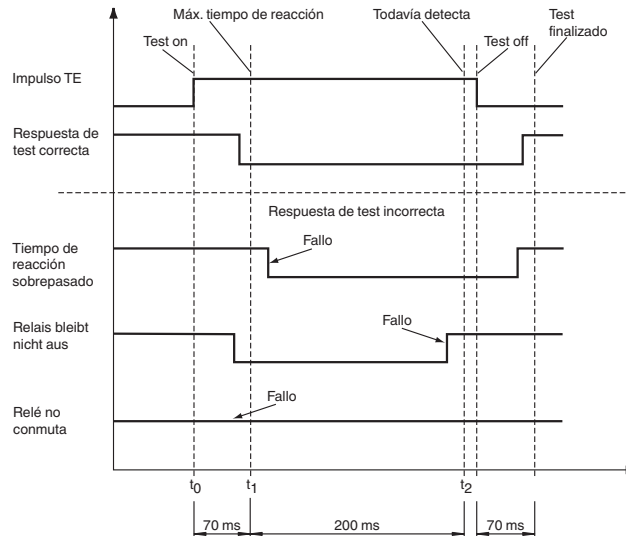 Máx. tiempo de reacción
Todavía detecta
Test
finalizado
Test on
Test off
Impulso TE
Respuesta de
test correcta
Respuesta de test incorrecta
Tiempo de
reacción
sobrepasado
Fallo
Relais bleibt
nicht aus
Fallo
Relé no
conmuta
Fallo
t0
t1
t2
70 ms
200 ms
70 ms